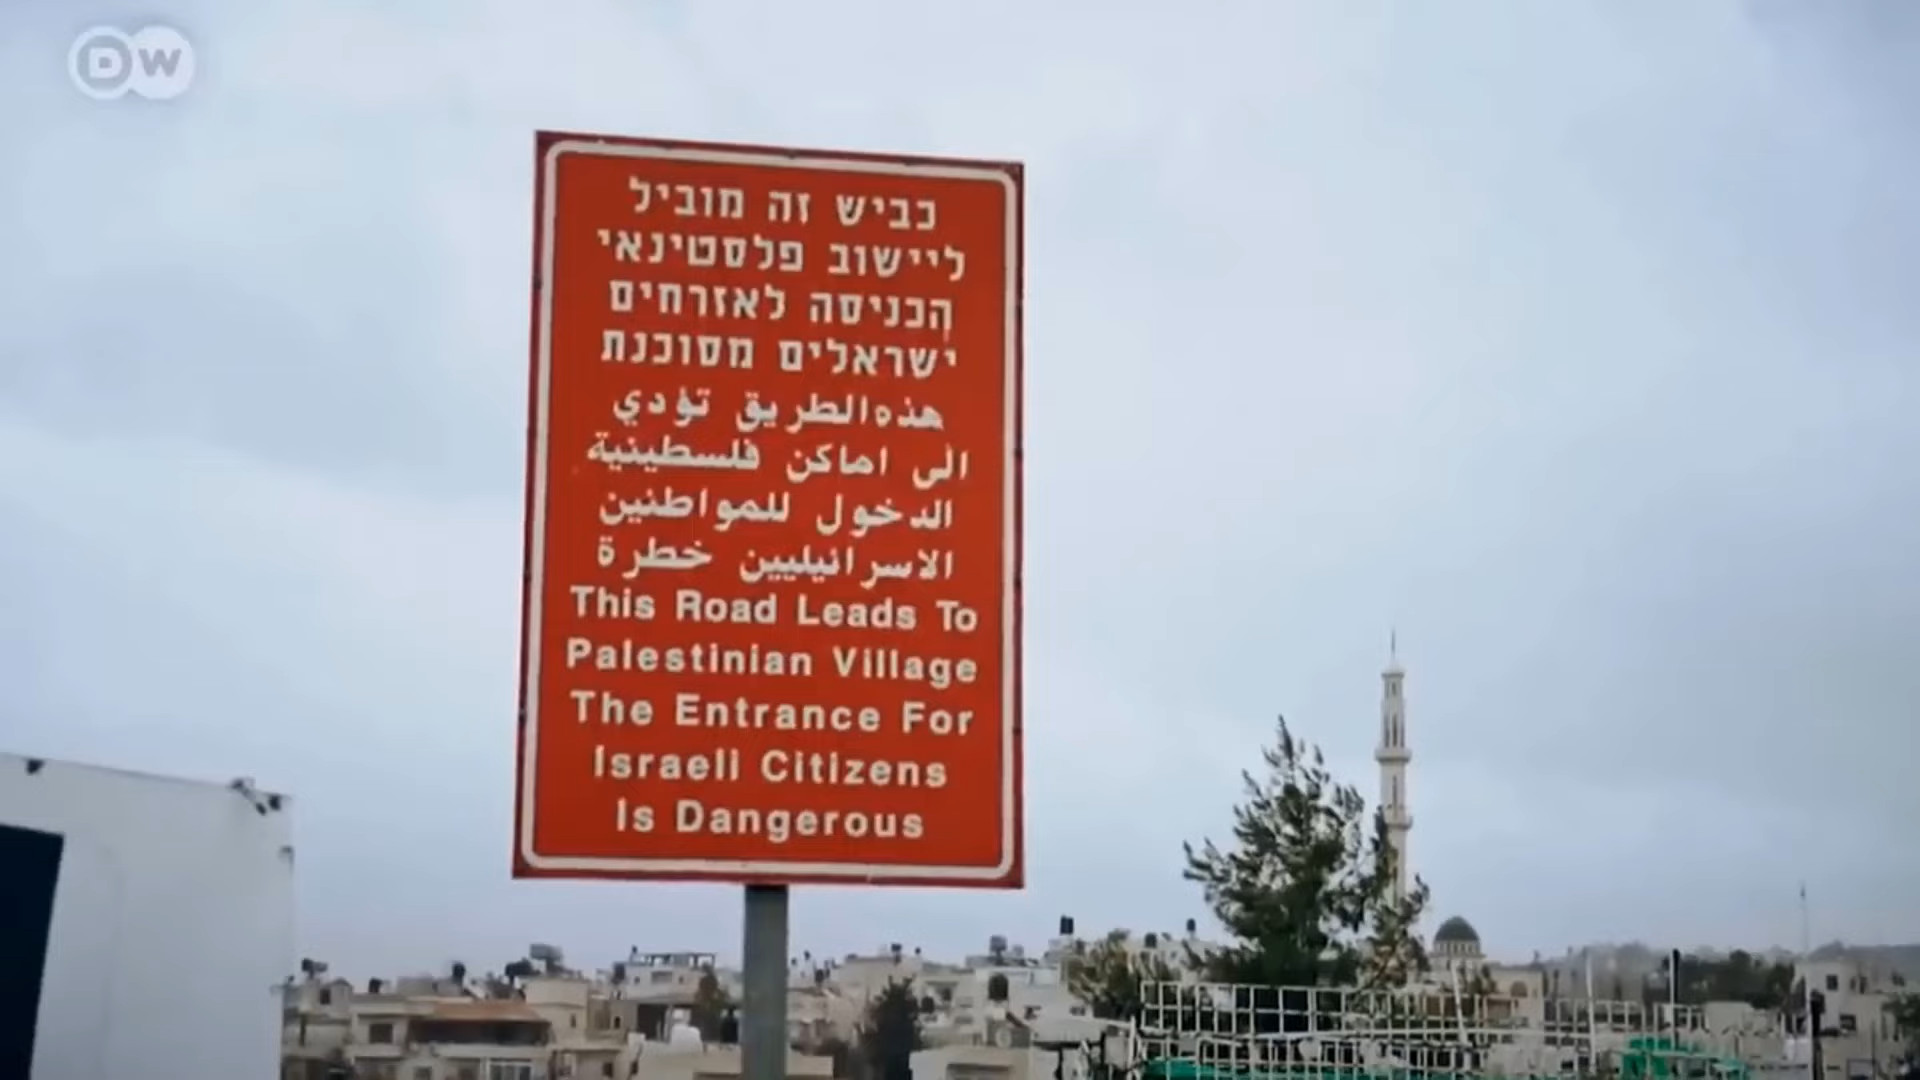 DW
כביש זה מוביל
ליישוב פלסטינאי
הכניסה לאזרחים
ישראלים מסוכנת
هذه الطريق تؤدي
الى اماكن فلسطينية
الدخول للمواطنين
الاسرائيليين خطرة
This Road Leads To
Palestinian Village
The Entrance For
Israeli Citizens
Is Dangerous